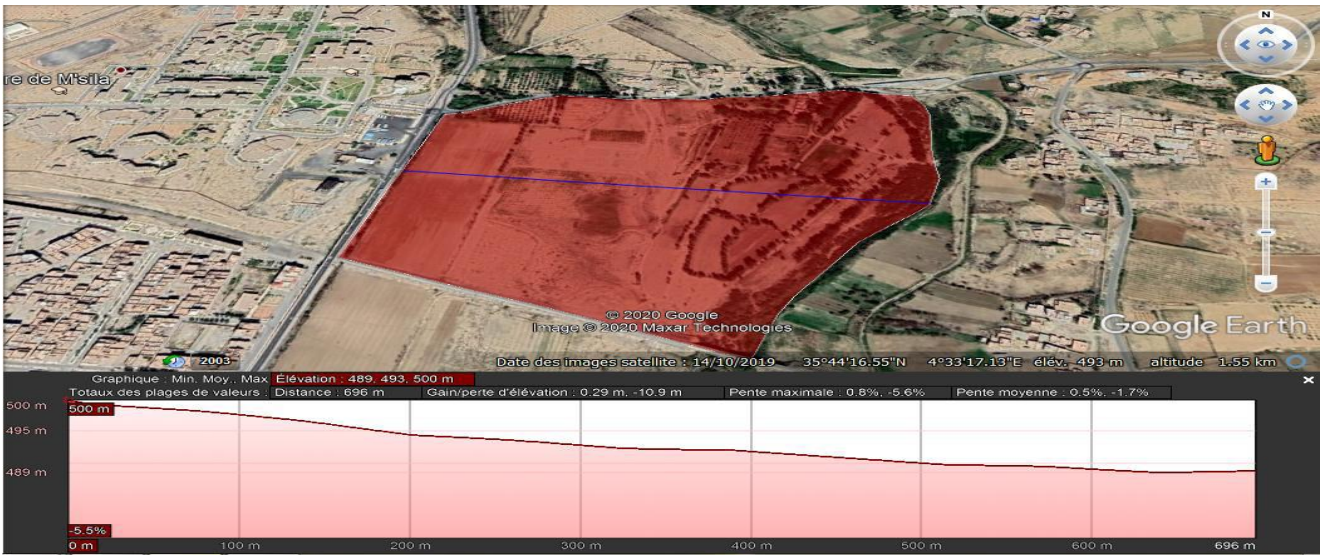 N
re de M'sila
© 2020 Google
Image © 2020 Maxar Technologies
Google Earth
2003
Date des images satellite : 14/10/2019 35°44'16.55"N 4°33'17.13"E élév. 493 m altitude 1.55 km
Graphique : Min. Moy., Max Élévation : 489, 493, 500 m
Totaux des plages de valeurs : Distance : 696 m Gain/perte d'élévation : 0.29 m, -10.9 m Pente maximale : 0.8%, -5.6% Pente moyenne : 0.5%, -1.7%
500 m
500 m
495 m
489 m
-5.5%
0 m 100 m 200 m 300 m 400 m 500 m 600 m 696 m